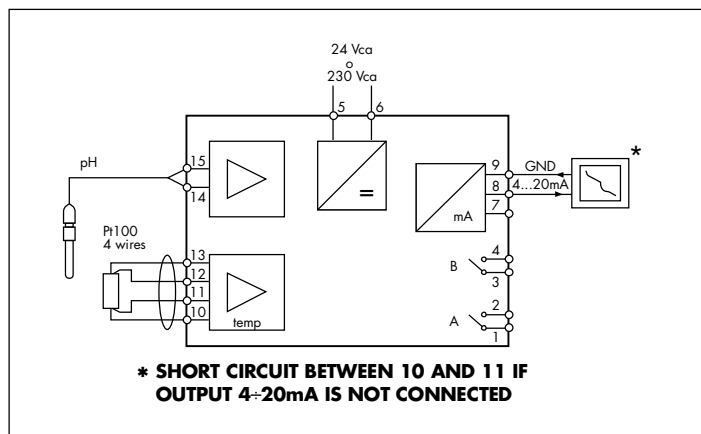 24 Vca
o
230 Vca
5 6
pH
15
14
=
9
8
7
mA
GND
4...20mA
*
Pt100
4 wires
13
12
11
10
temp
B
4
3
A
2
1
* SHORT CIRCUIT BETWEEN 10 AND 11 IF
OUTPUT 4÷20mA IS NOT CONNECTED